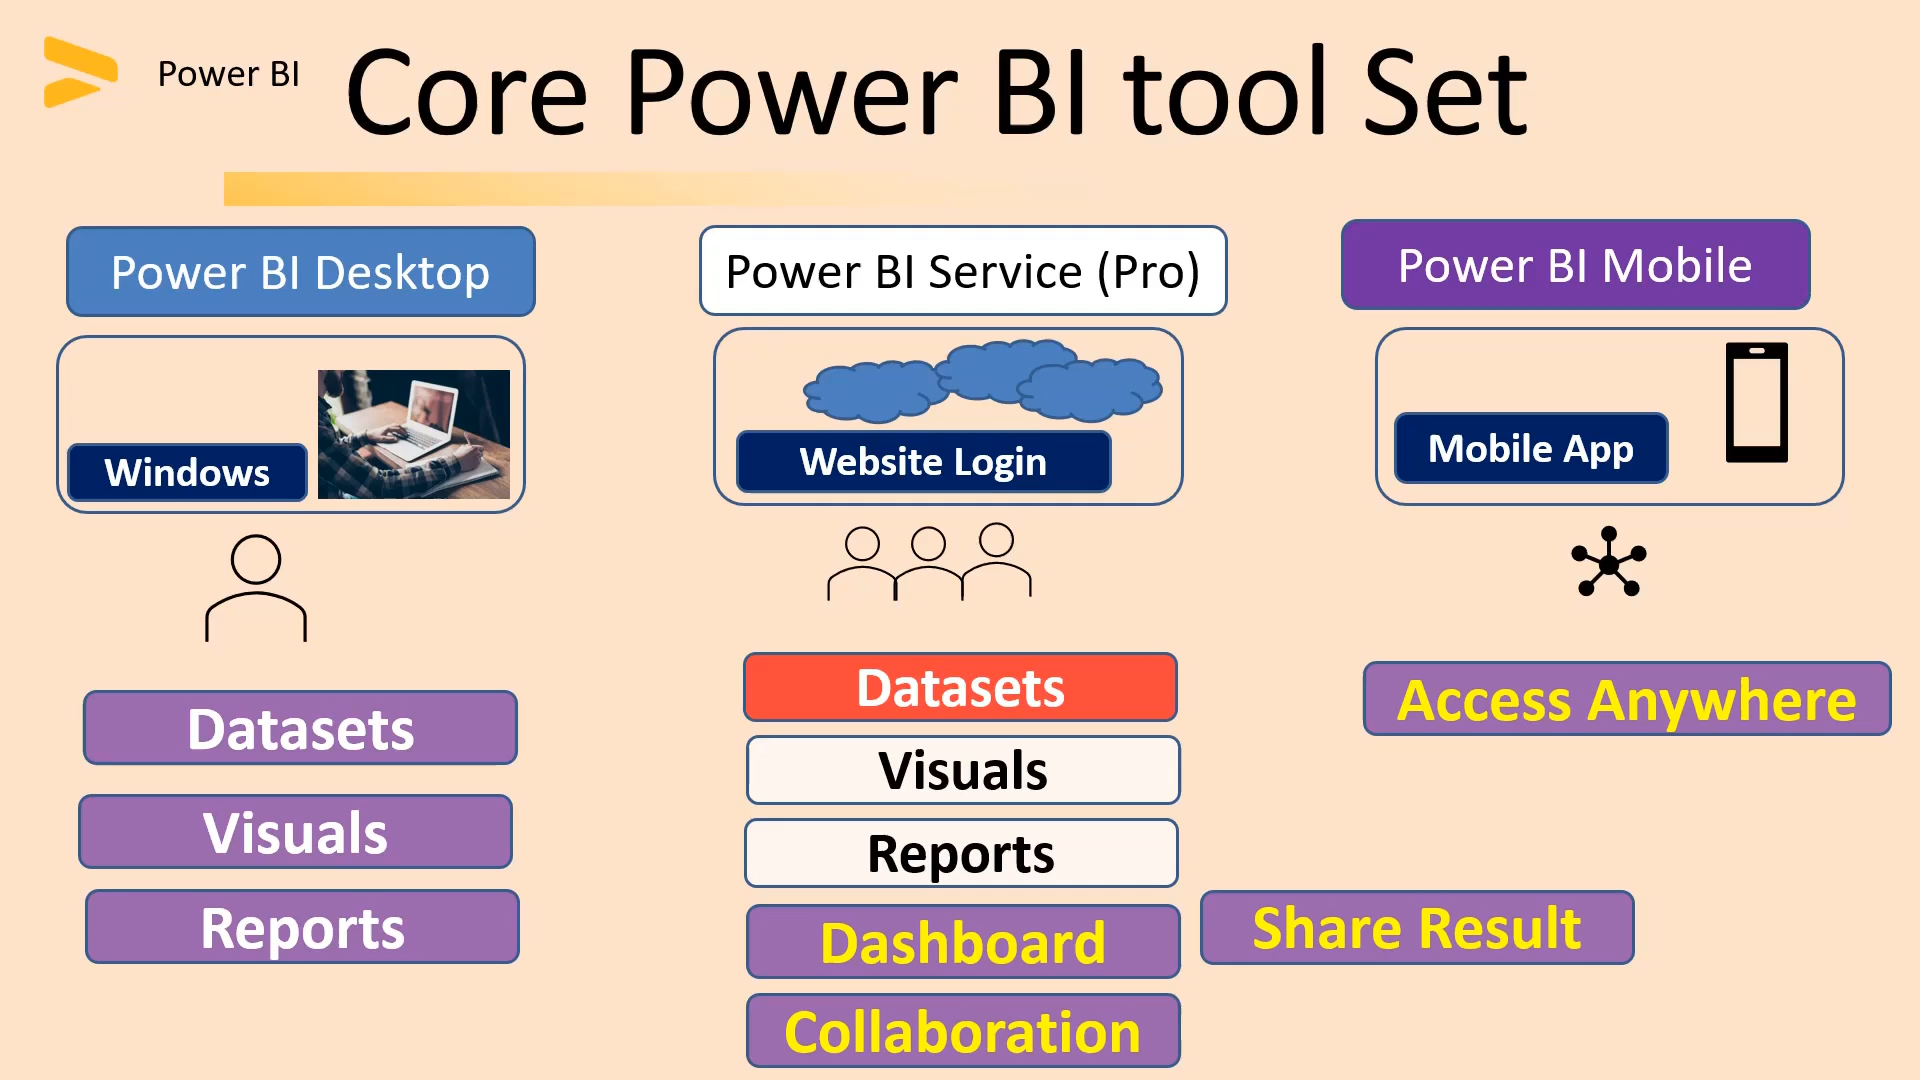 Power BI
Core Power BI tool Set
Power BI Desktop
Windows
Datasets
Visuals
Reports
Power BI Service (Pro)
Website Login
Datasets
Visuals
Reports
Dashboard
Collaboration
Share Result
Power BI Mobile
Mobile App
Access Anywhere